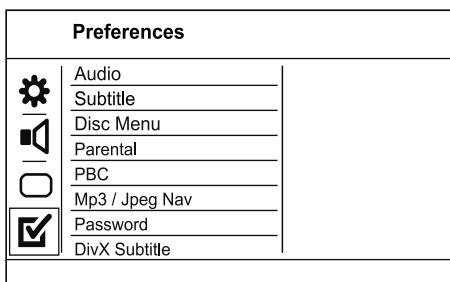 Preferences
Audio
Subtitle
Disc Menu
Parental
PBC
Mp3 / Jpeg Nav
Password
DivX Subtitle